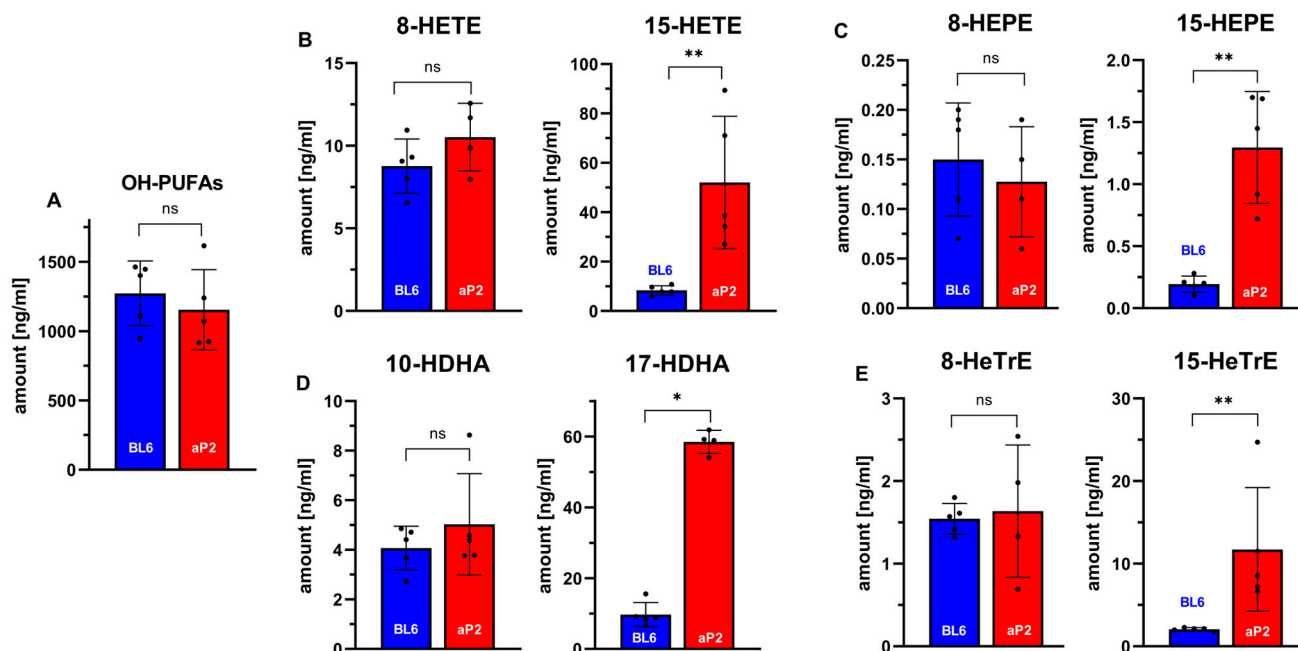 A
OH-PUFAs
ns
amount [ng/ml]
1500
1000
500
0
BL6
aP2
B
8-HETE
ns
amount [ng/ml]
15
10
5
0
BL6
aP2
15-HETE
**
amount [ng/ml]
100
80
60
40
20
0
BL6
aP2
C
8-HEPE
ns
amount [ng/ml]
0.25
0.20
0.15
0.10
0.05
0.00
BL6
aP2
15-HEPE
**
amount [ng/ml]
2.0
1.5
1.0
0.5
0.0
BL6
aP2
D
10-HDHA
ns
amount [ng/ml]
10
8
6
4
2
0
BL6
aP2
17-HDHA
*
amount [ng/ml]
60
40
20
0
BL6
aP2
E
8-HeTrE
ns
amount [ng/ml]
3
2
1
0
BL6
aP2
15-HeTrE
**
amount [ng/ml]
30
20
10
0
BL6
aP2